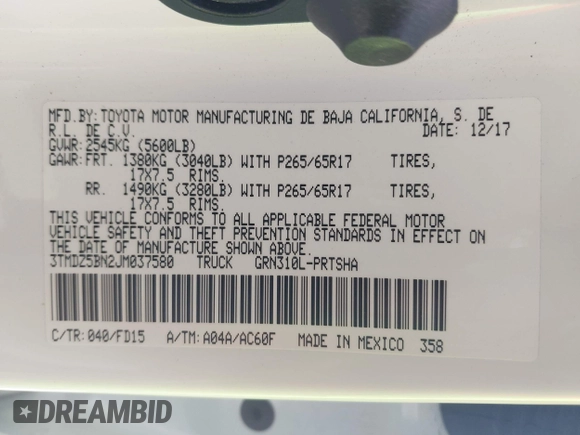 MFD.BY:TOYOTA MOTOR MANUFACTURING DE BAJA CALIFORNIA, S. DE
R.L. DE C.V. DATE: 12/17
GVWR:2545KG (5600LB)
GAWR:FRT. 1380KG (3040LB) WITH P265/65R17 TIRES,
17X7.5 RIMS.
RR. 1490KG (3280LB) WITH P265/65R17 TIRES,
17X7.5 RIMS.
THIS VEHICLE CONFORMS TO ALL APPLICABLE FEDERAL MOTOR
VEHICLE SAFETY AND THEFT PREVENTION STANDARDS IN EFFECT ON
THE DATE OF MANUFACTURE SHOWN ABOVE.
3TMDZ5BN2JM037580 TRUCK GRN310L-PRTSHA
C/TR:040/FD15 A/TM:A04A/AC60F MADE IN MEXICO 358
DREAMBID